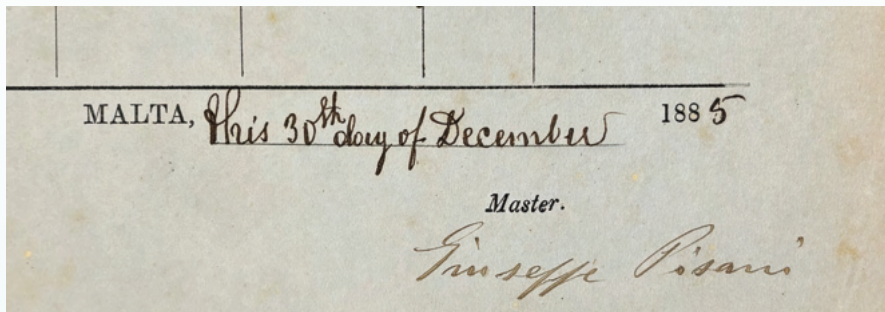 MALTA, this 30th day of December 1885
Master.
Giuseppe Pisani